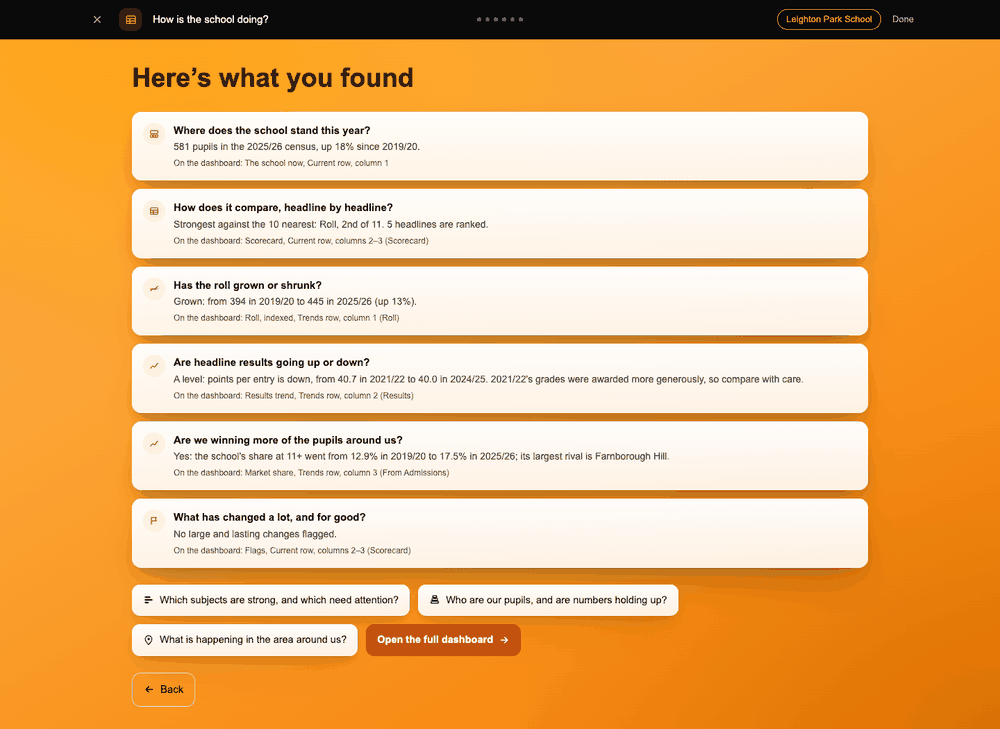 How is the school doing?
Leighton Park School
Done
Here’s what you found
Where does the school stand this year?
581 pupils in the 2025/26 census, up 18% since 2019/20.
On the dashboard: The school now, Current row, column 1
How does it compare, headline by headline?
Strongest against the 10 nearest: Roll, 2nd of 11. 5 headlines are ranked.
On the dashboard: Scorecard, Current row, columns 2–3 (Scorecard)
Has the roll grown or shrunk?
Grown: from 394 in 2019/20 to 445 in 2025/26 (up 13%).
On the dashboard: Roll, indexed, Trends row, column 1 (Roll)
Are headline results going up or down?
A level: points per entry is down, from 40.7 in 2021/22 to 40.0 in 2024/25. 2021/22's grades were awarded more generously, so compare with care.
On the dashboard: Results trend, Trends row, column 2 (Results)
Are we winning more of the pupils around us?
Yes: the school's share at 11+ went from 12.9% in 2019/20 to 17.5% in 2025/26; its largest rival is Farnborough Hill.
On the dashboard: Market share, Trends row, column 3 (From Admissions)
What has changed a lot, and for good?
No large and lasting changes flagged.
On the dashboard: Flags, Current row, columns 2–3 (Scorecard)
Which subjects are strong, and which need attention?
Who are our pupils, and are numbers holding up?
What is happening in the area around us?
Open the full dashboard →
← Back